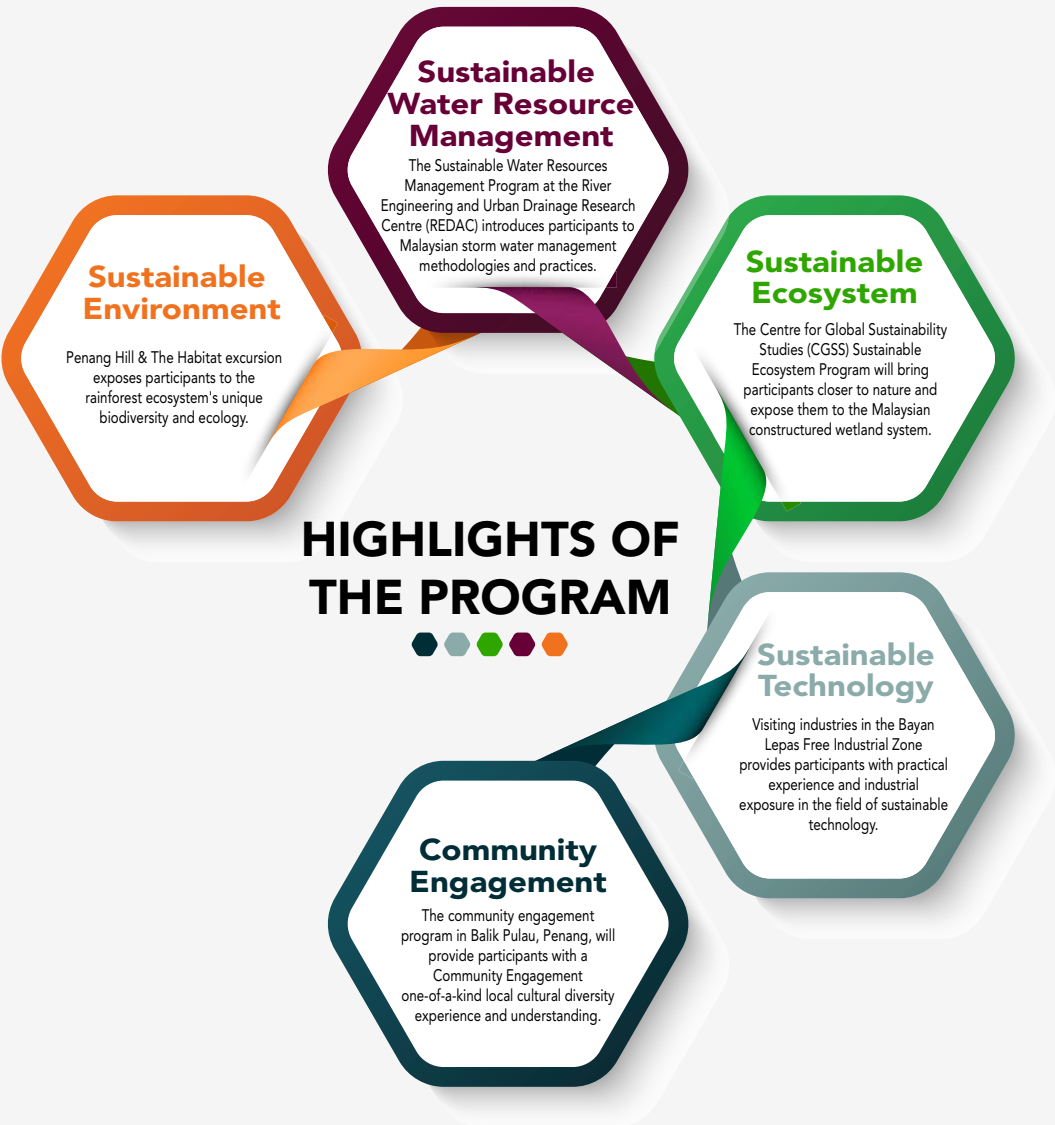 Sustainable
Water Resource
Management
The Sustainable Water Resources
Management Program at the River
Engineering and Urban Drainage Research
Centre (REDAC) introduces participants to
Malaysian storm water management
methodologies and practices.
Sustainable
Environment
Penang Hill & The Habitat excursion
exposes participants to the
rainforest ecosystem's unique
biodiversity and ecology.
Sustainable
Ecosystem
The Centre for Global Sustainability
Studies (CGSS) Sustainable
Ecosystem Program will bring
participants closer to nature and
expose them to the Malaysian
constructured wetland system.
HIGHLIGHTS OF
THE PROGRAM
Sustainable
Technology
Visiting industries in the Bayan
Lepas Free Industrial Zone
provides participants with practical
experience and industrial
exposure in the field of sustainable
technology.
Community
Engagement
The community engagement
program in Balik Pulau, Penang, will
provide participants with a
Community Engagement
one-of-a-kind local cultural diversity
experience and understanding.